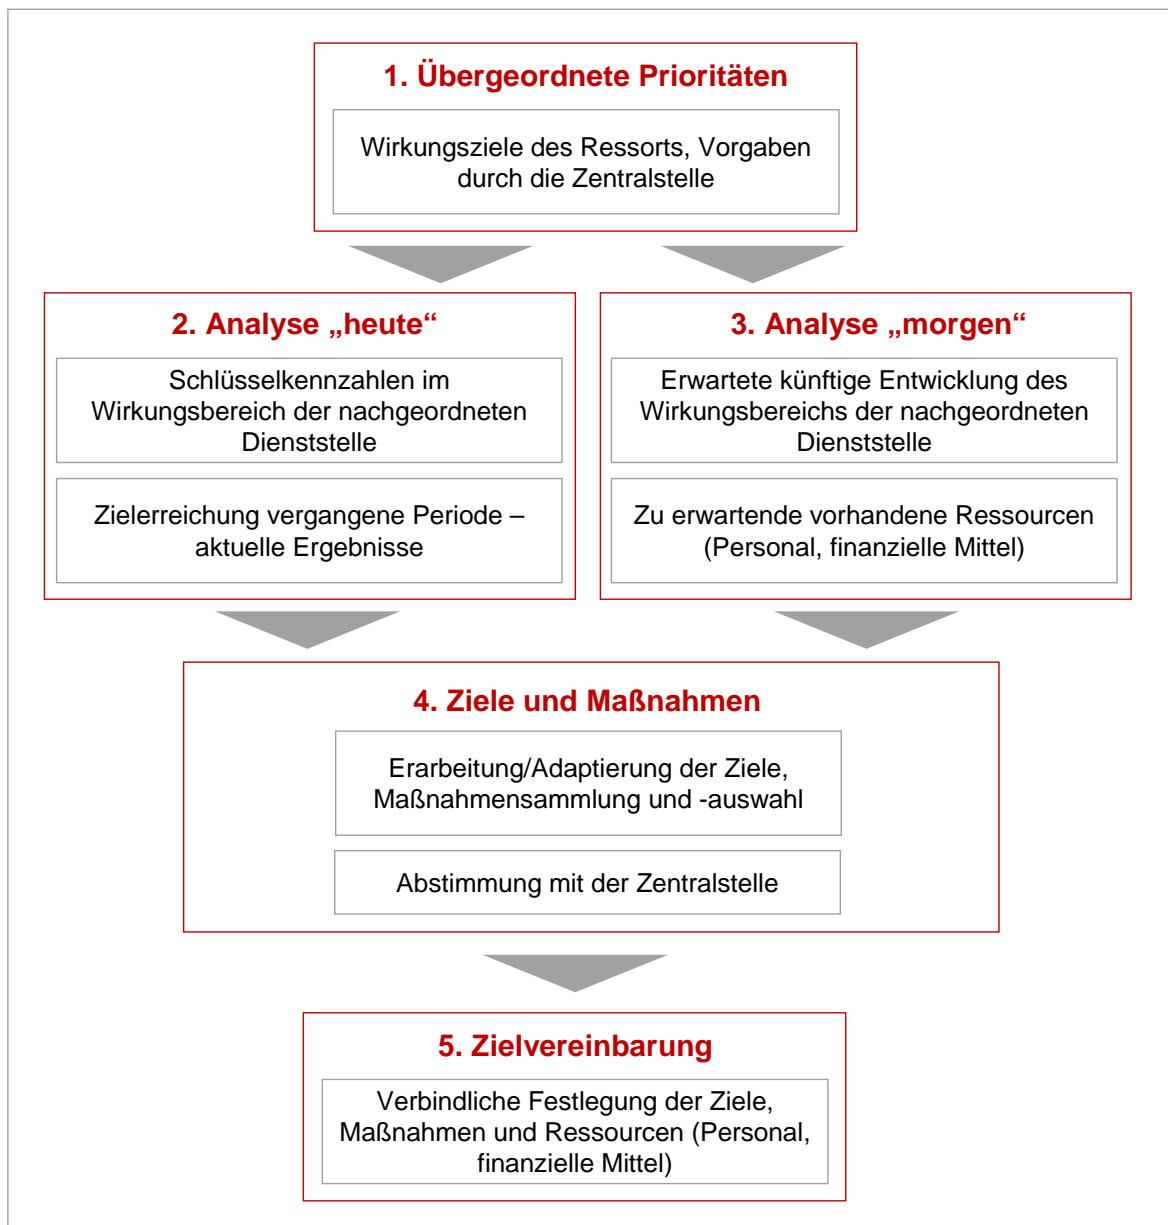 1. Übergeordnete Prioritäten
Wirkungsziele des Ressorts, Vorgaben
durch die Zentralstelle
2. Analyse „heute“
Schlüsselkennzahlen im
Wirkungsbereich der nachgeordneten
Dienststelle
Zielerreichung vergangene Periode –
aktuelle Ergebnisse
3. Analyse „morgen“
Erwartete künftige Entwicklung des
Wirkungsbereichs der nachgeordneten
Dienststelle
Zu erwartende vorhandene Ressourcen
(Personal, finanzielle Mittel)
4. Ziele und Maßnahmen
Erarbeitung/Adaptierung der Ziele,
Maßnahmensammlung und -auswahl
Abstimmung mit der Zentralstelle
5. Zielvereinbarung
Verbindliche Festlegung der Ziele,
Maßnahmen und Ressourcen (Personal,
finanzielle Mittel)